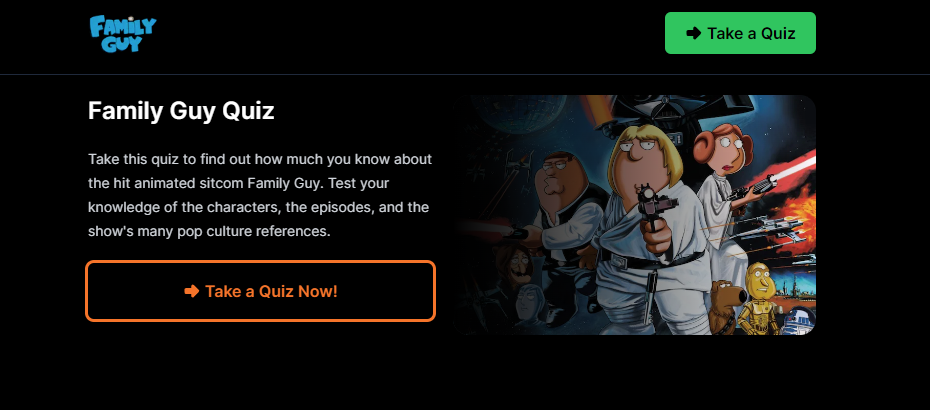 FAMILY
GUY
Take a Quiz
Family Guy Quiz
Take this quiz to find out how much you know about
the hit animated sitcom Family Guy. Test your
knowledge of the characters, the episodes, and the
show's many pop culture references.
Take a Quiz Now!